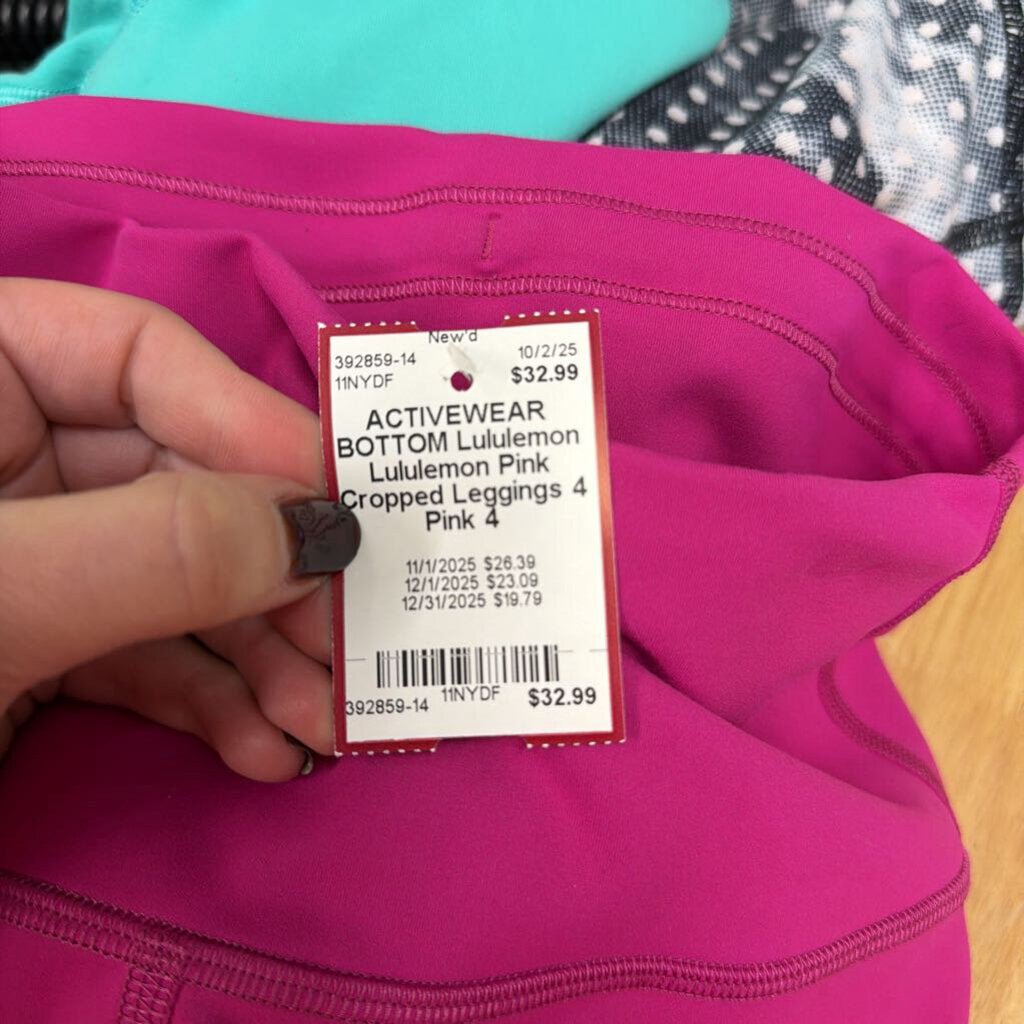 New'd
392859-14 10/2/25
11NYDF $32.99
ACTIVEWEAR
BOTTOM Lululemon
Lululemon Pink
Cropped Leggings 4
Pink 4
11/1/2025 $26.39
12/1/2025 $23.09
12/31/2025 $19.79
392859-14 11NYDF $32.99